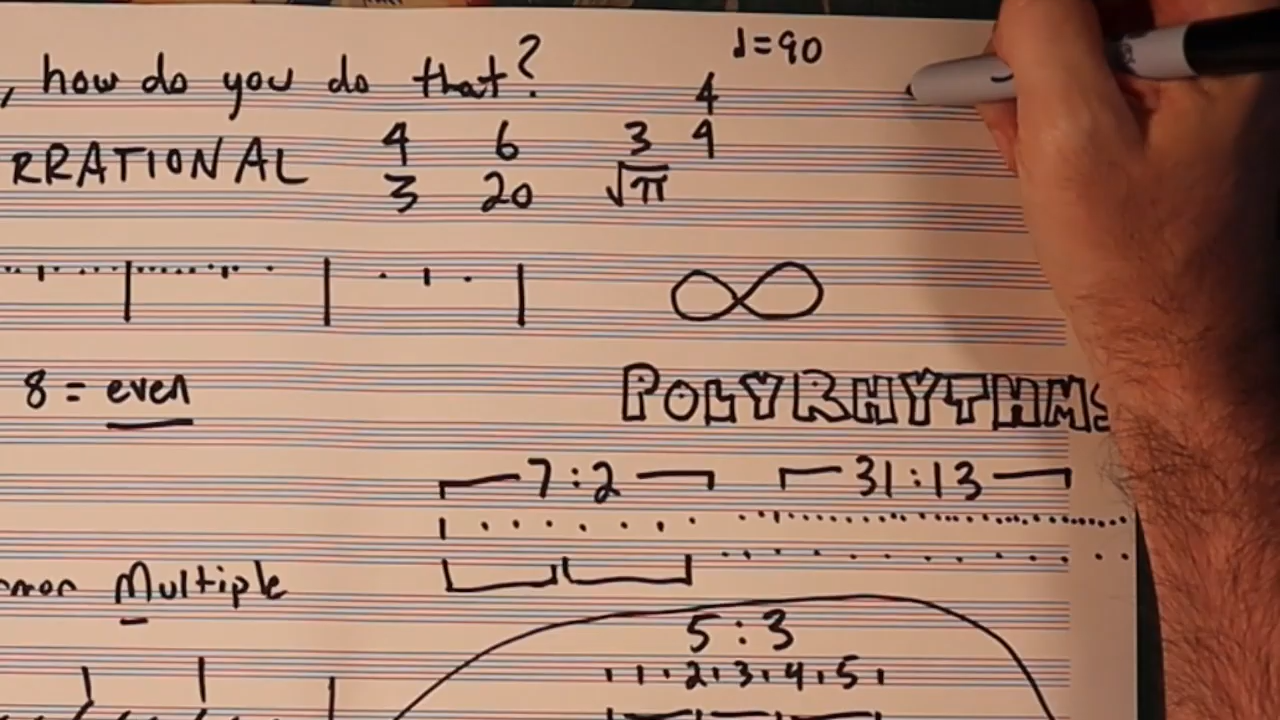 ♩=90
, how do you do that?
4
4
RRATIONAL
4
3
6
20
3
√π
∞
8 = even
POLYRHYTHMS
7:2
31:13
mon Multiple
5:3
1 2 3 4 5